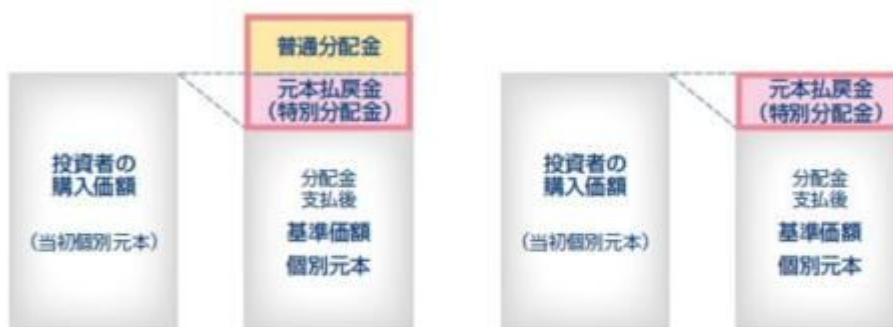 普通分配金
元本払戻金
(特別分配金)
投資者の
購入価額
(当初個別元本)
分配金
支払後
基準価額
個別元本
元本払戻金
(特別分配金)
投資者の
購入価額
(当初個別元本)
分配金
支払後
基準価額
個別元本